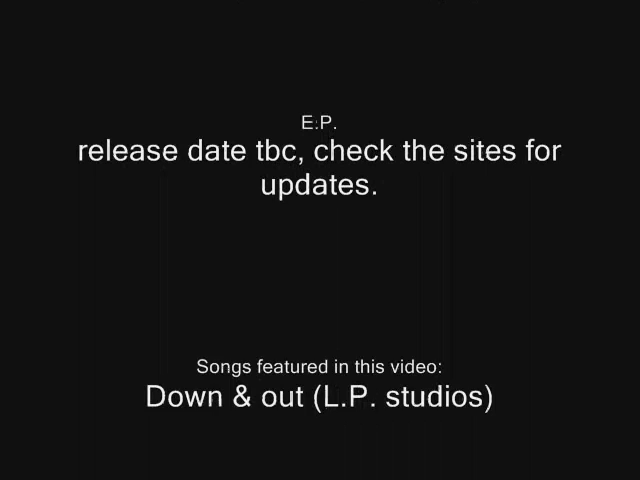 E.P.
release date tbc, check the sites for
updates.
Songs featured in this video:
Down & out (L.P. studios)